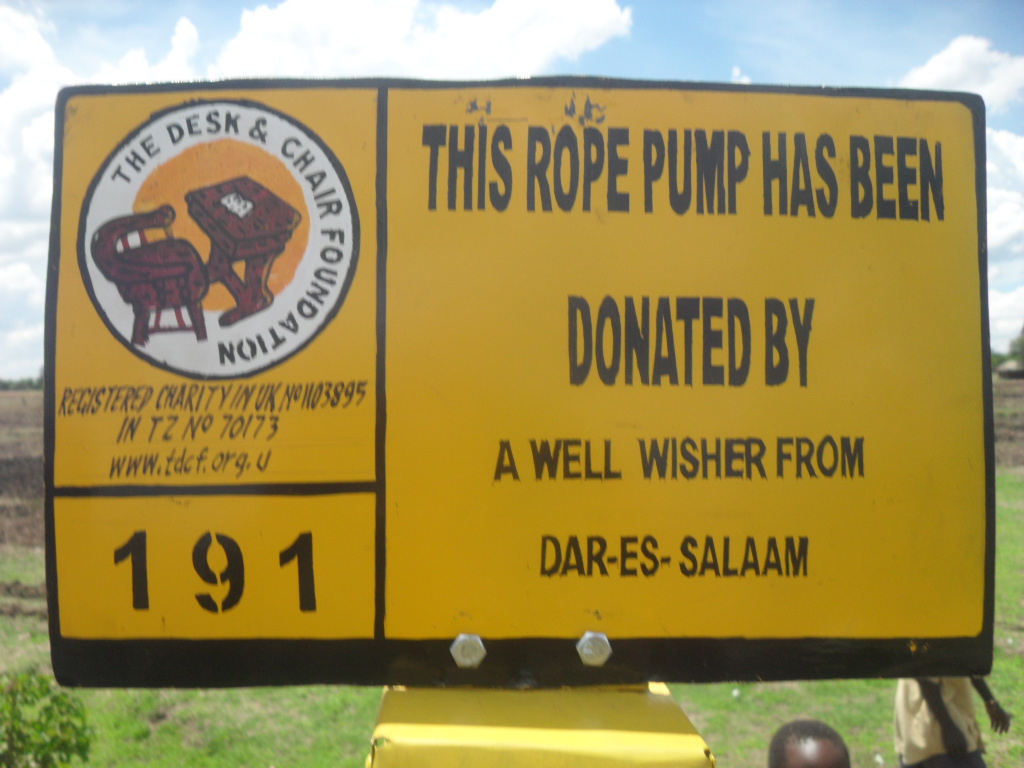 THE DESK & CHAIR FOUNDATION
REGISTERED CHARITY IN UK Nº 1103895
IN TZ Nº 70173
www.tdcf.org.u
191
THIS ROPE PUMP HAS BEEN
DONATED BY
A WELL WISHER FROM
DAR-ES-SALAAM